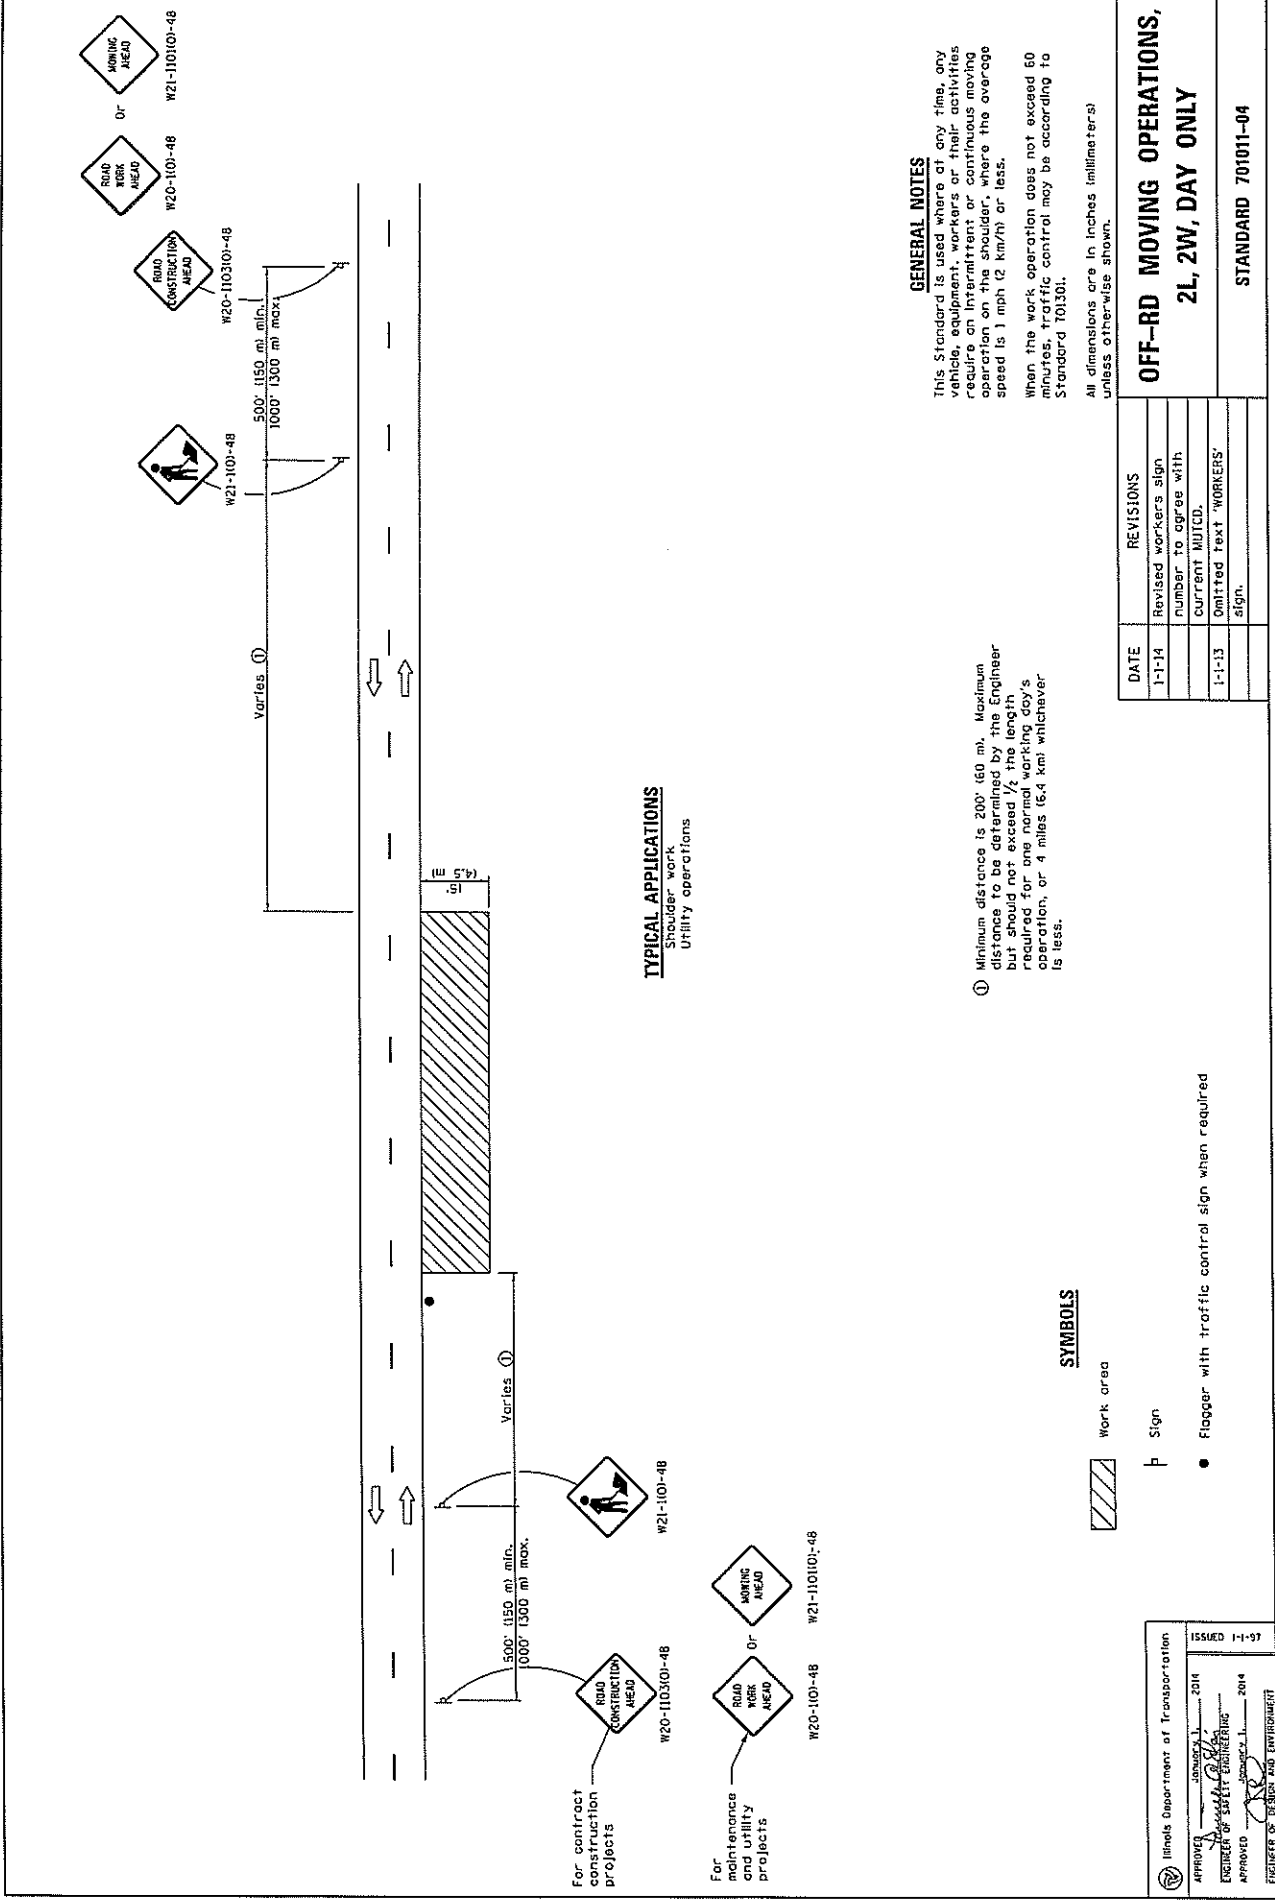 ROAD
WORK
AHEAD
W20-1(O)-48
Or
MOWING
AHEAD
W21-1101(O)-48
ROAD
CONSTRUCTION
AHEAD
W20-1103(O)-48
W21-1(O)-48
500' (150 m) min.
1000' (300 m) max.
Varies ①
15'
(4.5 m)
Varies ①
500' (150 m) min.
1000' (300 m) max.
W21-1(O)-48
For contract
construction
projects
ROAD
CONSTRUCTION
AHEAD
W20-1103(O)-48
For
maintenance
and utility
projects
ROAD
WORK
AHEAD
W20-1(O)-48
Or
MOWING
AHEAD
W21-1101(O)-48
TYPICAL APPLICATIONS
Shoulder work
Utility operations
① Minimum distance is 200' (60 m). Maximum
distance to be determined by the Engineer
but should not exceed 1/2 the length
required for one normal working day's
operation, or 4 miles (6.4 km) whichever
is less.
SYMBOLS
Work area
Sign
Flagger with traffic control sign when required
GENERAL NOTES
This Standard is used where at any time, any
vehicle, equipment, workers or their activities
require an intermittent or continuous moving
operation on the shoulder, where the average
speed is 1 mph (2 km/h) or less.
When the work operation does not exceed 60
minutes, traffic control may be according to
Standard 701301.
All dimensions are in inches (millimeters)
unless otherwise shown.
Illinois Department of Transportation
APPROVED January 1, 2014
ENGINEER OF SAFETY ENGINEERING
APPROVED January 1, 2014
ENGINEER OF DESIGN AND ENVIRONMENT
ISSUED 1-1-97
DATE REVISIONS
1-1-14 Revised workers sign
number to agree with
current MUTCD.
1-1-13 Omitted text 'WORKERS'
sign.
OFF-RD MOVING OPERATIONS,
2L, 2W, DAY ONLY
STANDARD 701011-04